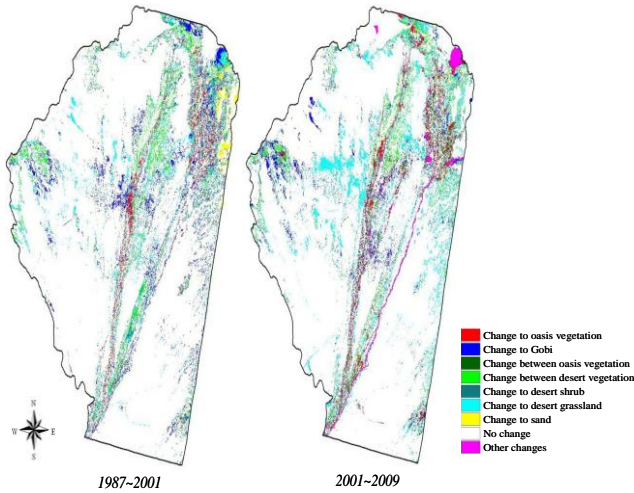 Change to oasis vegetation
Change to Gobi
Change between oasis vegetation
Change between desert vegetation
Change to desert shrub
Change to desert grassland
Change to sand
No change
Other changes
N
W E
S
1987~2001 2001~2009